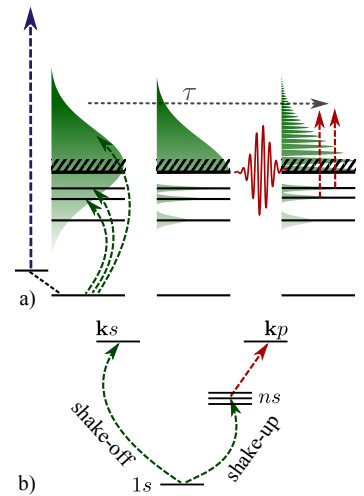 τ
a)
ks
kp
ns
shake-off
shake-up
1s
b)